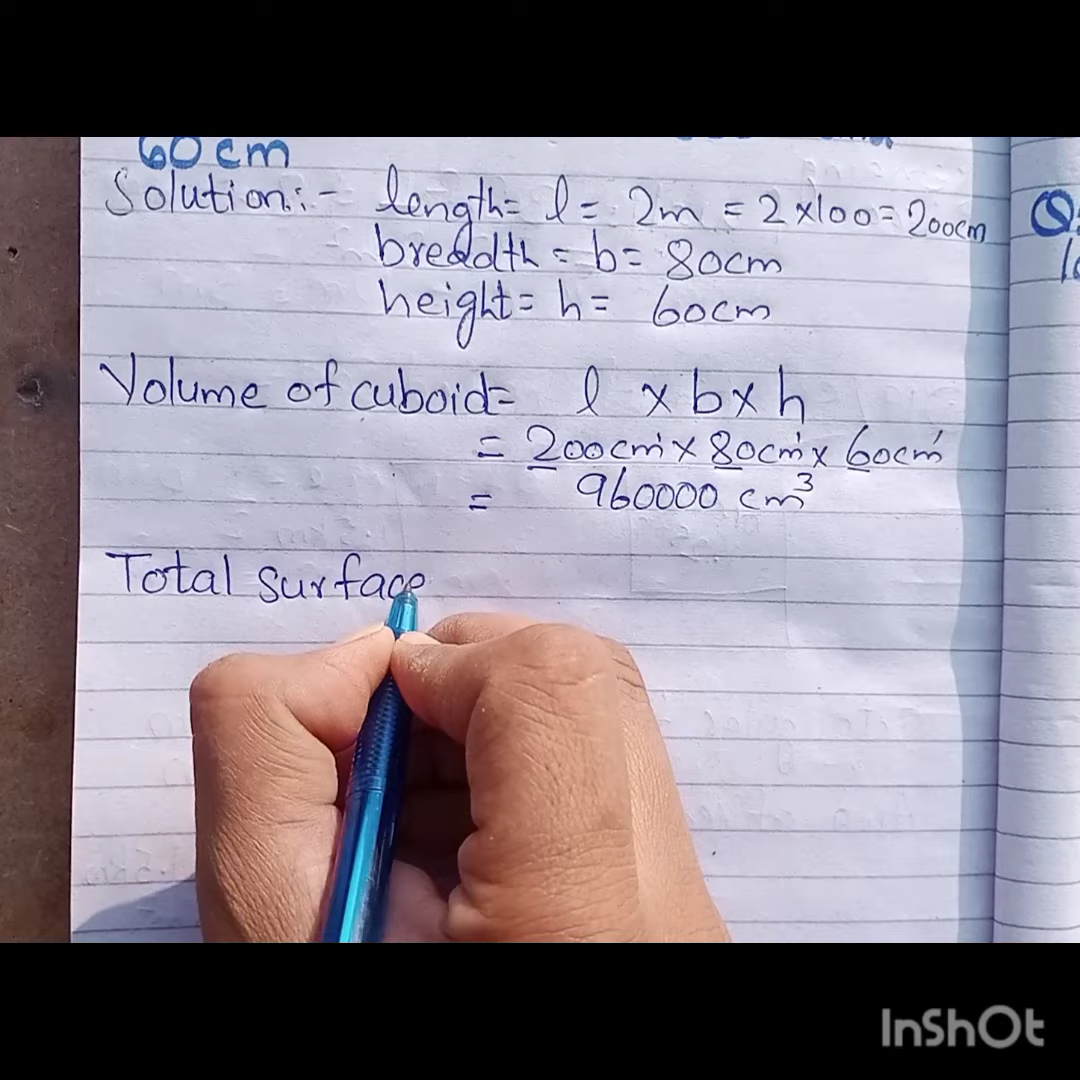 60 cm
Solution:- length= l = 2m = 2 x100 = 200cm
breadth = b= 80cm
height= h= 60cm
Volume of cuboid= l x b x h
= 200cm x 80cm x 60cm
= 960000 cm³
Total surface
Q
InShOt